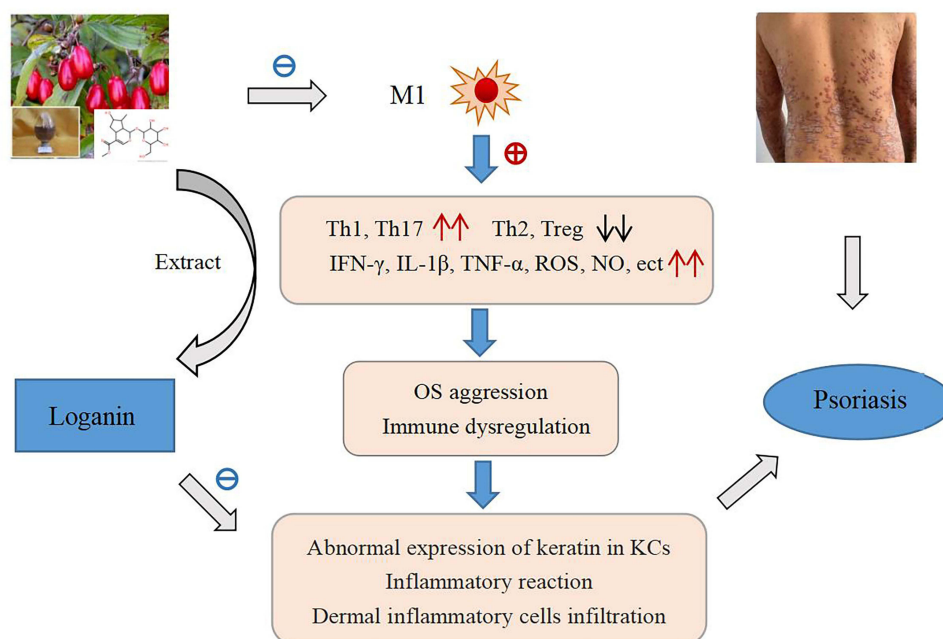 M1
Th1, Th17 ↑↑ Th2, Treg ↓↓
IFN-γ, IL-1β, TNF-α, ROS, NO, ect ↑↑
Extract
OS aggression
Immune dysregulation
Loganin
Psoriasis
Abnormal expression of keratin in KCs
Inflammatory reaction
Dermal inflammatory cells infiltration